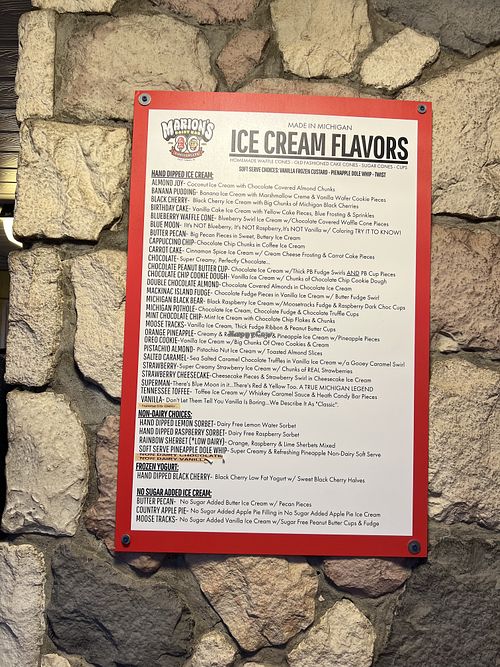 MARION'S
DAIRY BAR
80
MADE IN MICHIGAN
ICE CREAM FLAVORS
HOMEMADE WAFFLE CONES - OLD FASHIONED CAKE CONES - SUGAR CONES - CUPS
SOFT SERVE CHOICES: VANILLA FROZEN CUSTARD - PIENAPPLE DOLE WHIP - TWIST
HAND DIPPED ICE CREAM:
ALMOND JOY- Coconut Ice Cream with Chocolate Covered Almond Chunks
BANANA PUDDING- Banana Ice Cream with Marshmallow Creme & Vanilla Wafer Cookie Pieces
BLACK CHERRY- Black Cherry Ice Cream with Big Chunks of Michigan Black Cherries
BIRTHDAY CAKE- Vanilla Cake Ice Cream with Yellow Cake Pieces, Blue Frosting & Sprinkles
BLUEBERRY WAFFLE CONE- Blueberry Swirl Ice Cream w/Chocolate Covered Waffle Cone Pieces
BLUE MOON- It's NOT Blueberry, It's NOT Raspberry, It's NOT Vanilla w/ Coloring TRY IT TO KNOW!
BUTTER PECAN- Big Pecan Pieces in Sweet, Buttery Ice Cream
CAPPUCCINO CHIP- Chocolate Chip Chunks in Coffee Ice Cream
CARROT CAKE- Cinnamon Spice Ice Cream w/ Cream Cheese Frosting & Carrot Cake Pieces
CHOCOLATE- Super Creamy, Perfectly Chocolate...
CHOCOLATE PEANUT BUTTER CUP- Chocolate Ice Cream w/Thick PB Fudge Swirls AND PB Cup Pieces
CHOCOLATE CHIP COOKIE DOUGH- Vanilla Ice Cream w/ Chunks of Chocolate Chip Cookie Dough
DOUBLE CHOCOLATE ALMOND- Chocolate Covered Almonds in Chocolate Ice Cream
MACKINAC ISLAND FUDGE- Chocolate Fudge Pieces in Vanilla Ice Cream w/ Butter Fudge Swirl
MICHIGAN BLACK BEAR- Black Raspberry Ice Cream w/Moosetracks Fudge & Raspberry Dark Choc Cups
MICHIGAN POTHOLE- Chocolate Ice Cream, Chocolate Fudge & Chocolate Truffle Cups
MINT CHOCOLATE CHIP- Mint Ice Cream with Chocolate Chip Flakes & Chunks
MOOSE TRACKS- Vanilla Ice Cream, Thick Fudge Ribbon & Peanut Butter Cups
ORANGE PINEAPPLE- Creamy & Pineapple Ice Cream w/Pineapple Pieces
OREO COOKIE- Vanilla Ice Cream w/Big Chunks Of Oreo Cookies & Cream
PISTACHIO ALMOND- Pistachio Nut Ice Cream w/ Toasted Almond Slices
SALTED CARAMEL- Sea Salted Caramel Chocolate Truffles in Vanilla Ice Cream w/a Gooey Caramel Swirl
STRAWBERRY- Super Creamy Strawberry Ice Cream w/ Chunks of REAL Strawberries
STRAWBERRY CHEESECAKE- Cheesecake Pieces & Strawberry Swirl in Cheesecake Ice Cream
SUPERMAN- There's Blue Moon in it...There's Red & Yellow Too. A TRUE MICHIGAN LEGEND
TENNESSEE TOFFEE- Toffee Ice Cream w/ Whiskey Caramel Sauce & Heath Candy Bar Pieces
VANILLA- Don't Let Them Tell You Vanilla Is Boring...We Describe It As "Classic".
NON-DAIRY CHOICES:
HAND DIPPED LEMON SORBET- Dairy Free Lemon Water Sorbet
HAND DIPPED RASPBERRY SORBET- Dairy Free Raspberry Sorbet
RAINBOW SHERBET (*LOW DAIRY)- Orange, Raspberry & Lime Sherbets Mixed
SOFT SERVE PINEAPPLE DOLE WHIP- Super Creamy & Refreshing Pineapple Non-Dairy Soft Serve
NON DAIRY CHOCOLATE
NON DAIRY VANILLA
FROZEN YOGURT:
HAND DIPPED BLACK CHERRY- Black Cherry Low Fat Yogurt w/ Sweet Black Cherry Halves
NO SUGAR ADDED ICE CREAM:
BUTTER PECAN- No Sugar Added Butter Ice Cream w/ Pecan Pieces
COUNTRY APPLE PIE- No Sugar Added Apple Pie Filling in No Sugar Added Apple Pie Ice Cream
MOOSE TRACKS- No Sugar Added Vanilla Ice Cream w/Sugar Free Peanut Butter Cups & Fudge
HappyCow